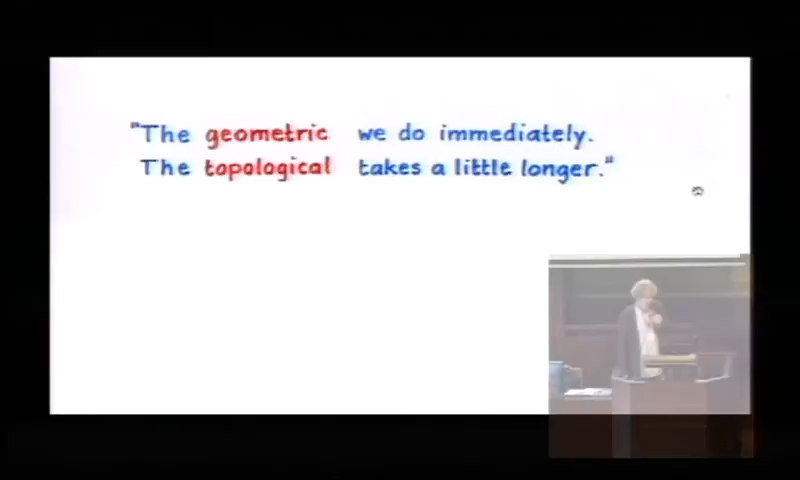 "The geometric we do immediately.
The topological takes a little longer."